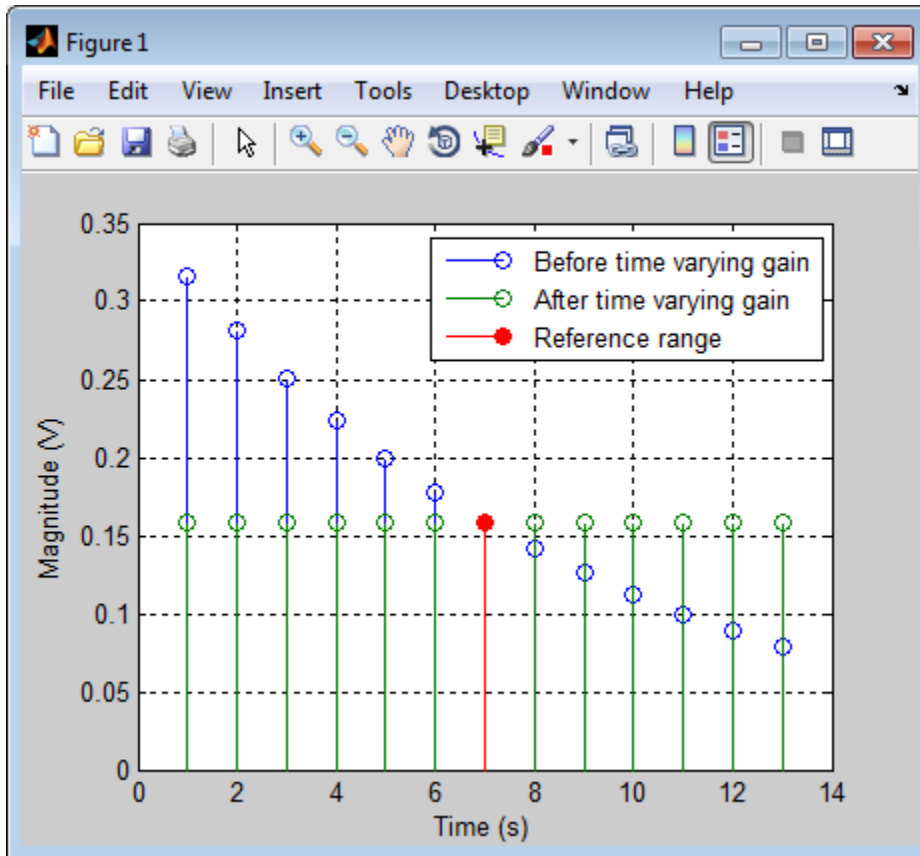 Figure 1
File Edit View Insert Tools Desktop Window Help
0.35
0.3
0.25
0.2
0.15
0.1
0.05
0
Magnitude (V)
Before time varying gain
After time varying gain
Reference range
0 2 4 6 8 10 12 14
Time (s)